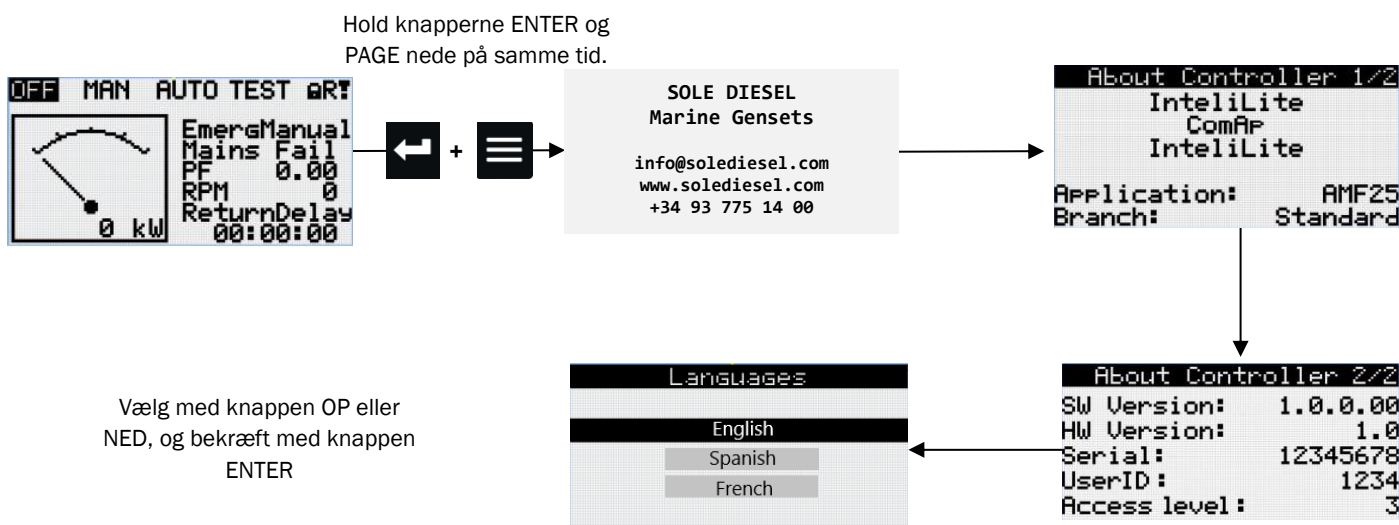 Hold knapperne ENTER og
PAGE nede på samme tid.
OFF MAN AUTO TEST
EmergManual
Mains Fail
PF 0.00
RPM 0
ReturnDelay
00:00:00
0 kW
+
SOLE DIESEL
Marine Gensets
info@solediesel.com
www.solediesel.com
+34 93 775 14 00
About Controller 1/2
InteliLite
ComAp
InteliLite
Application: AMF25
Branch: Standard
About Controller 2/2
SW Version: 1.0.0.00
HW Version: 1.0
Serial: 12345678
UserID: 1234
Access level: 3
Languages
English
Spanish
French
Vælg med knappen OP eller
NED, og bekræft med knappen
ENTER